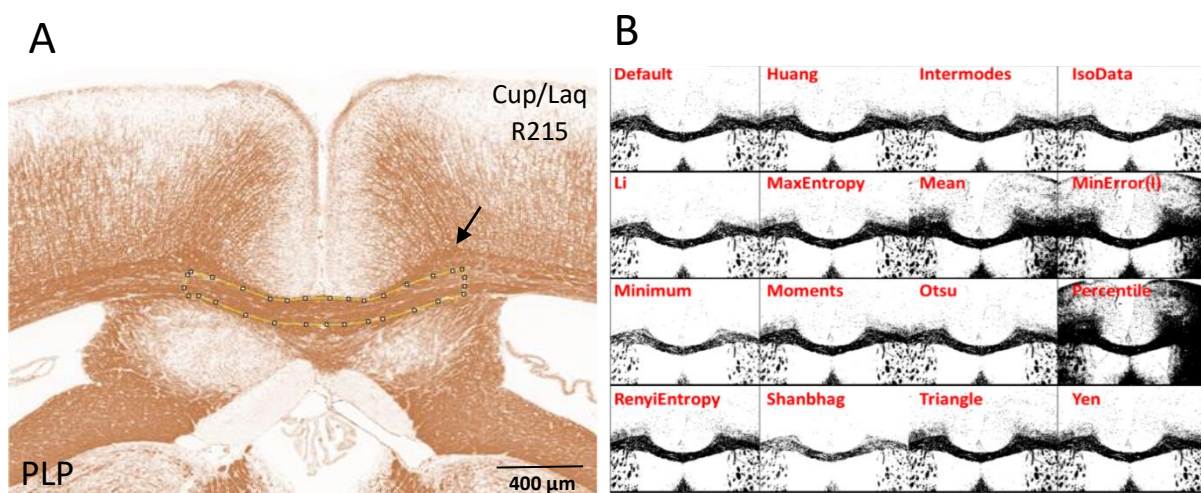 A
B
Cup/Laq
R215
PLP
400 µm
Default
Huang
Intermodes
IsoData
Li
MaxEntropy
Mean
MinError(I)
Minimum
Moments
Otsu
Percentile
RenyiEntropy
Shanbhag
Triangle
Yen